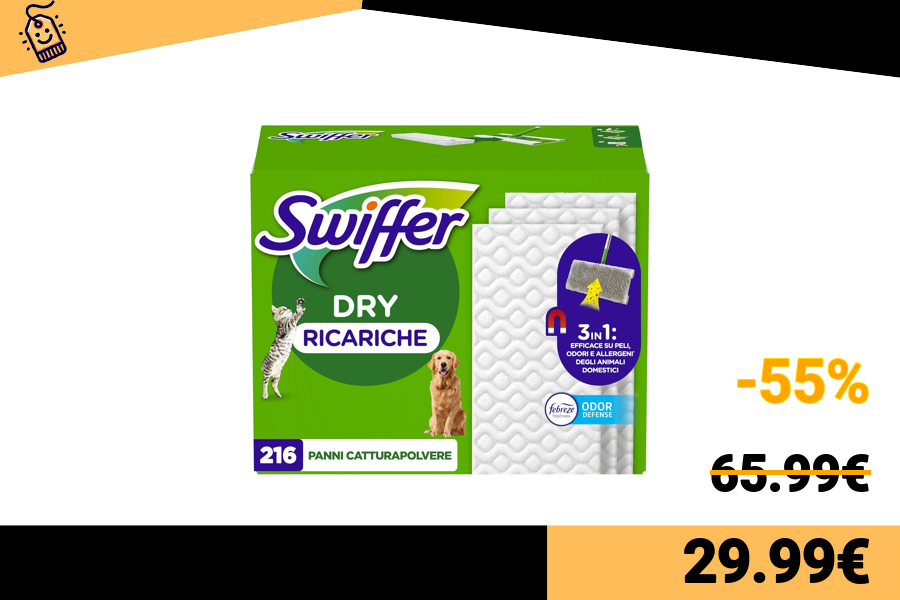 Swiffer
Swiffer
DRY
RICARICHE
3 IN 1:
EFFICACE SU PELI,
ODORI E ALLERGENI
DEGLI ANIMALI
DOMESTICI
febreze
freshness
ODOR
DEFENSE
216 PANNI CATTURAPOLVERE
-55%
65.99€
29.99€